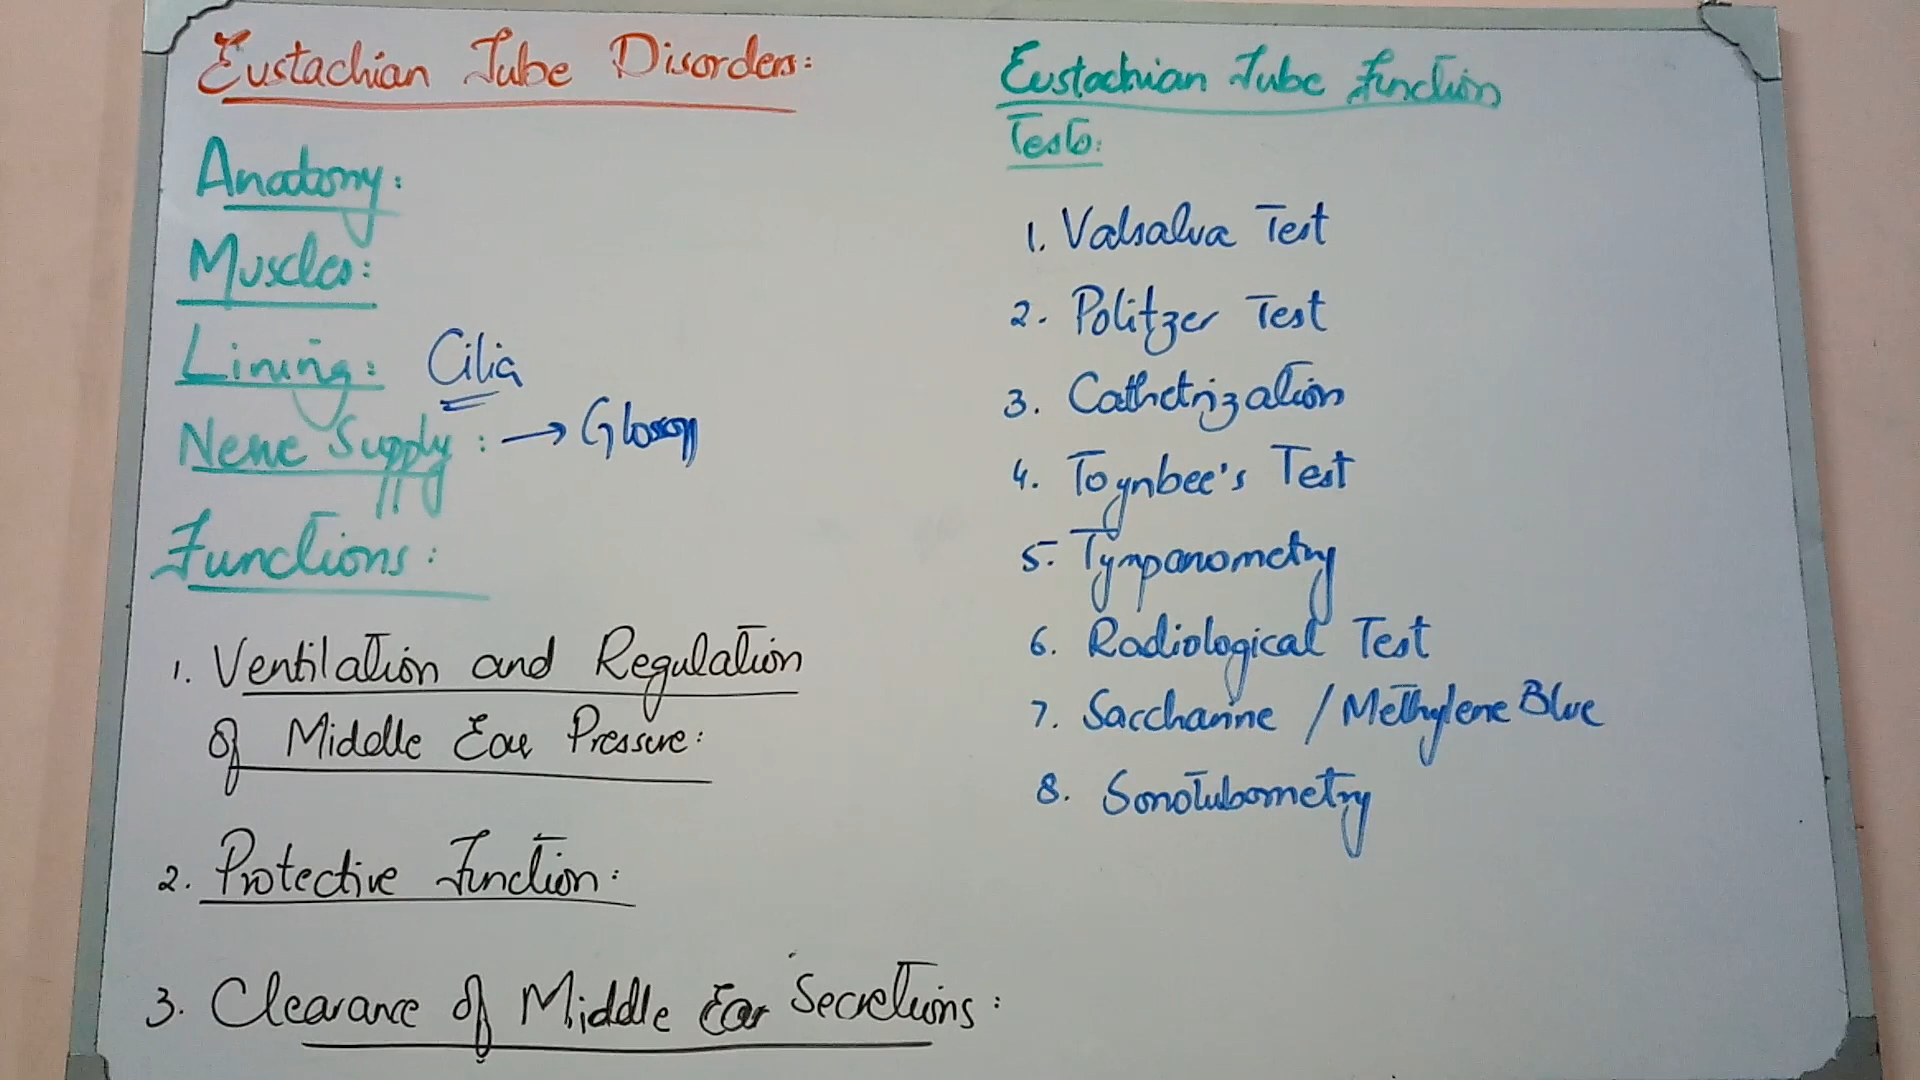 Eustachian Tube Disorders:
Anatomy:
Muscles:
Lining: Cilia
Nerve Supply: → Glossop
Functions:
1. Ventilation and Regulation
of Middle Ear Pressure:
2. Protective Function:
3. Clearance of Middle Ear Secretions:
Eustachian Tube Function
Tests:
1. Valsalva Test
2. Politzer Test
3. Cathetrization
4. Toynbee's Test
5. Tympanometry
6. Radiological Test
7. Saccharine / Methylene Blue
8. Sonotubometry